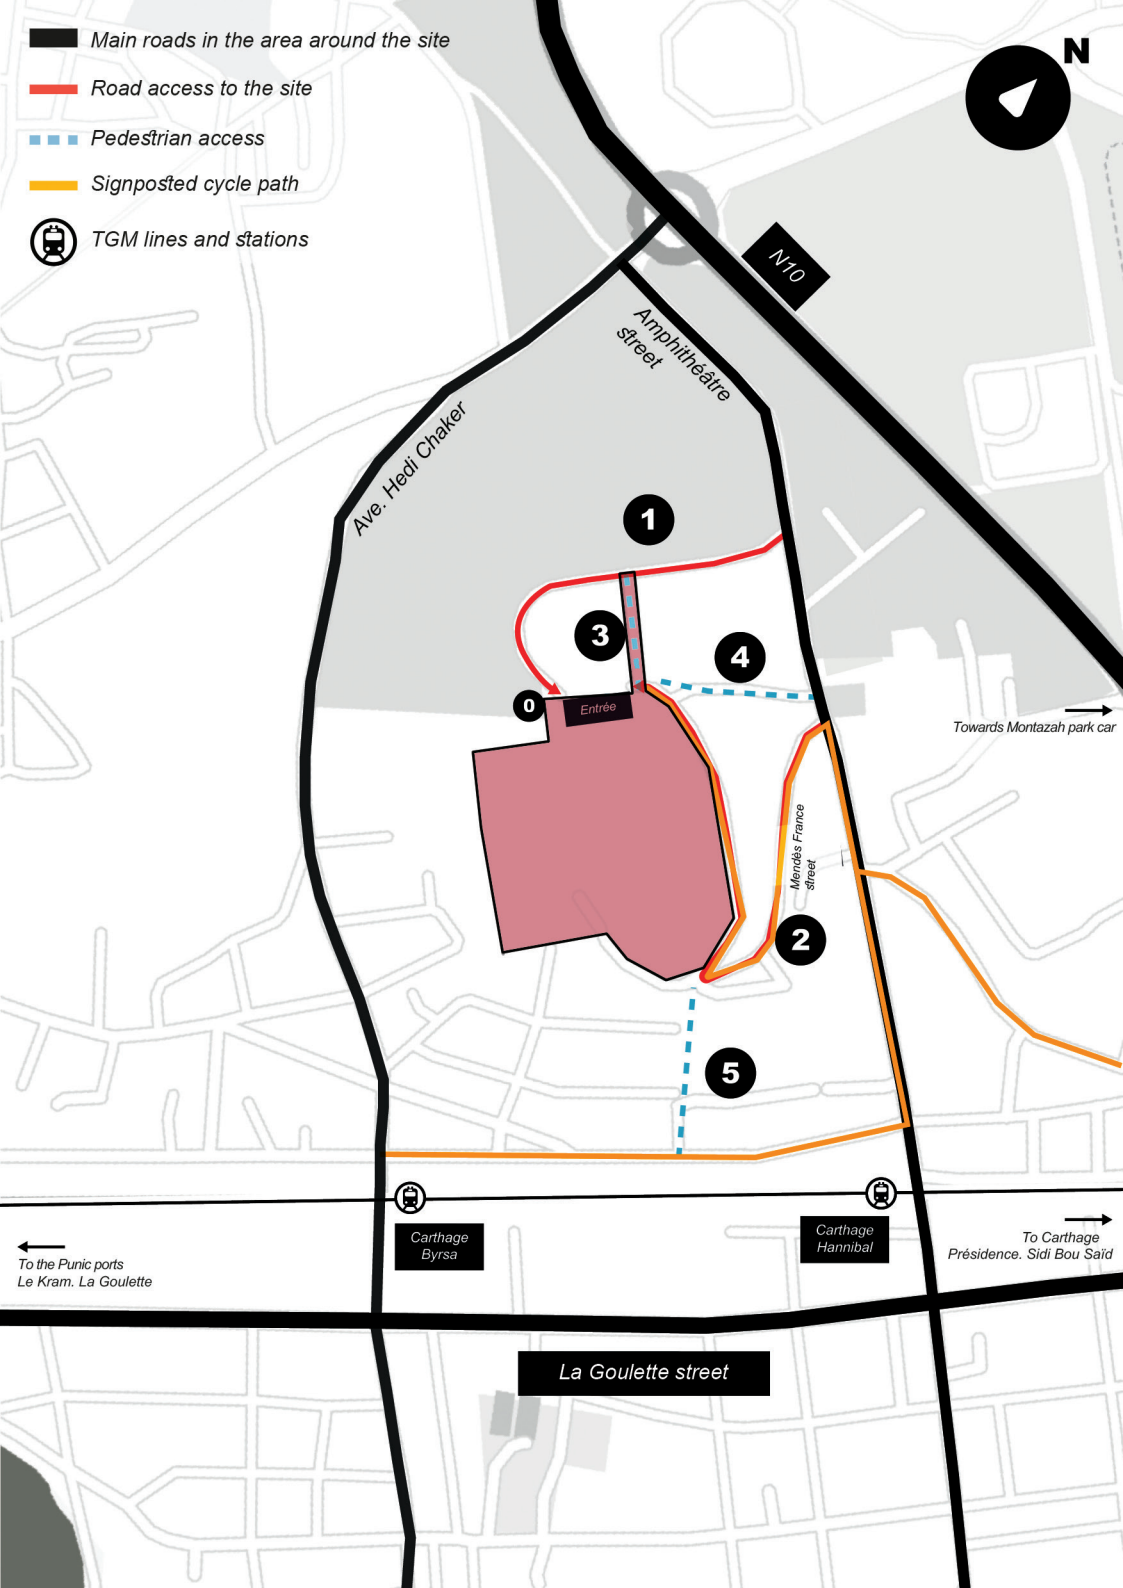 Main roads in the area around the site
Road access to the site
Pedestrian access
Signposted cycle path
TGM lines and stations
N
N10
Amphithéâtre
street
Ave. Hedi Chaker
1
3
4
0
Entrée
Towards Montazah park car
Mendès France
street
2
5
Carthage
Byrsa
Carthage
Hannibal
To the Punic ports
Le Kram. La Goulette
To Carthage
Présidence. Sidi Bou Saïd
La Goulette street